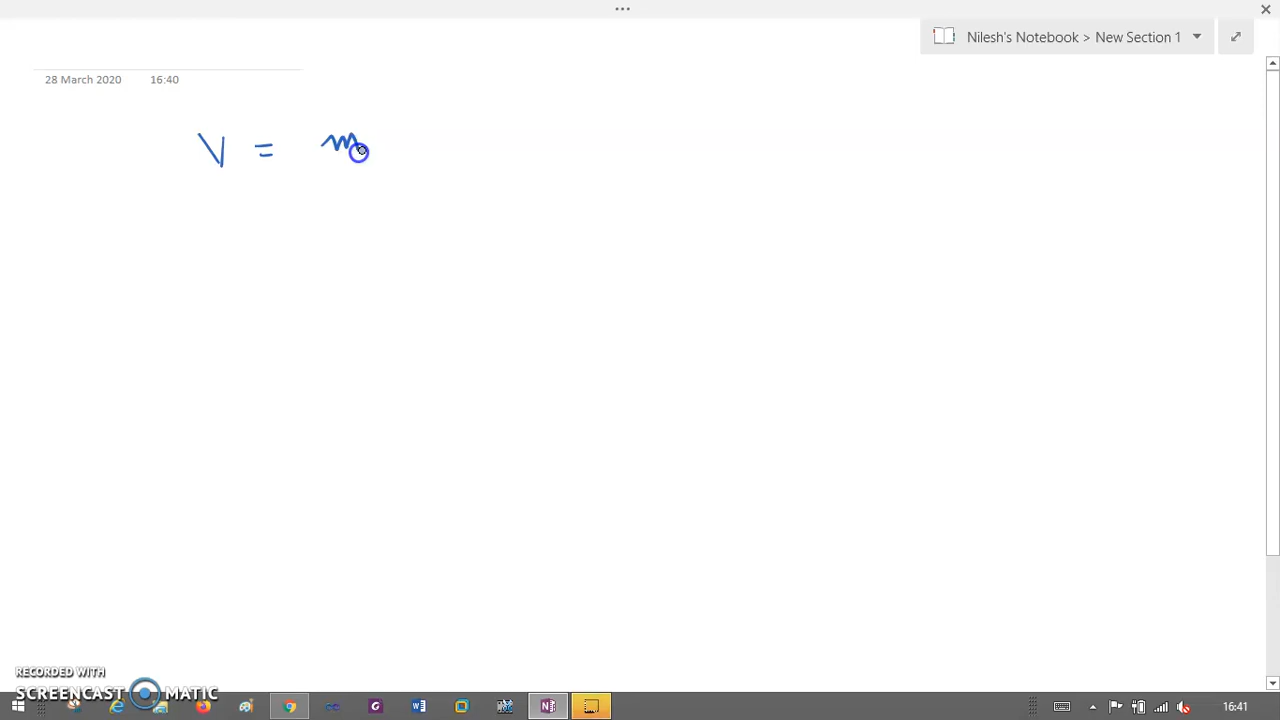 Nilesh's Notebook > New Section 1
28 March 2020 16:40
V = m
RECORDED WITH
SCREENCAST MATIC
16:41